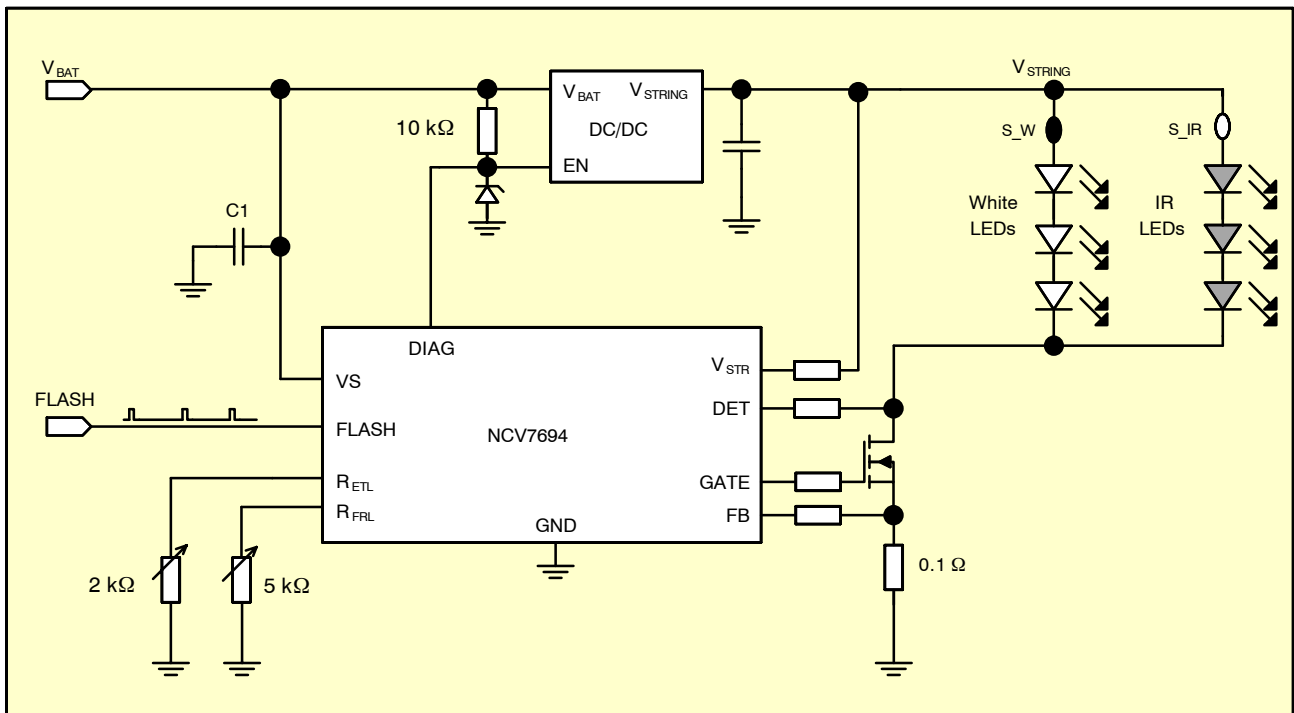 VBAT
VBAT VSTRING
DC/DC
EN
10 kΩ
VSTRING
S_W
S_IR
White
LEDs
IR
LEDs
C1
DIAG
VS
FLASH
FLASH
RETL
RFRL
NCV7694
GND
VSTR
DET
GATE
FB
2 kΩ
5 kΩ
0.1 Ω